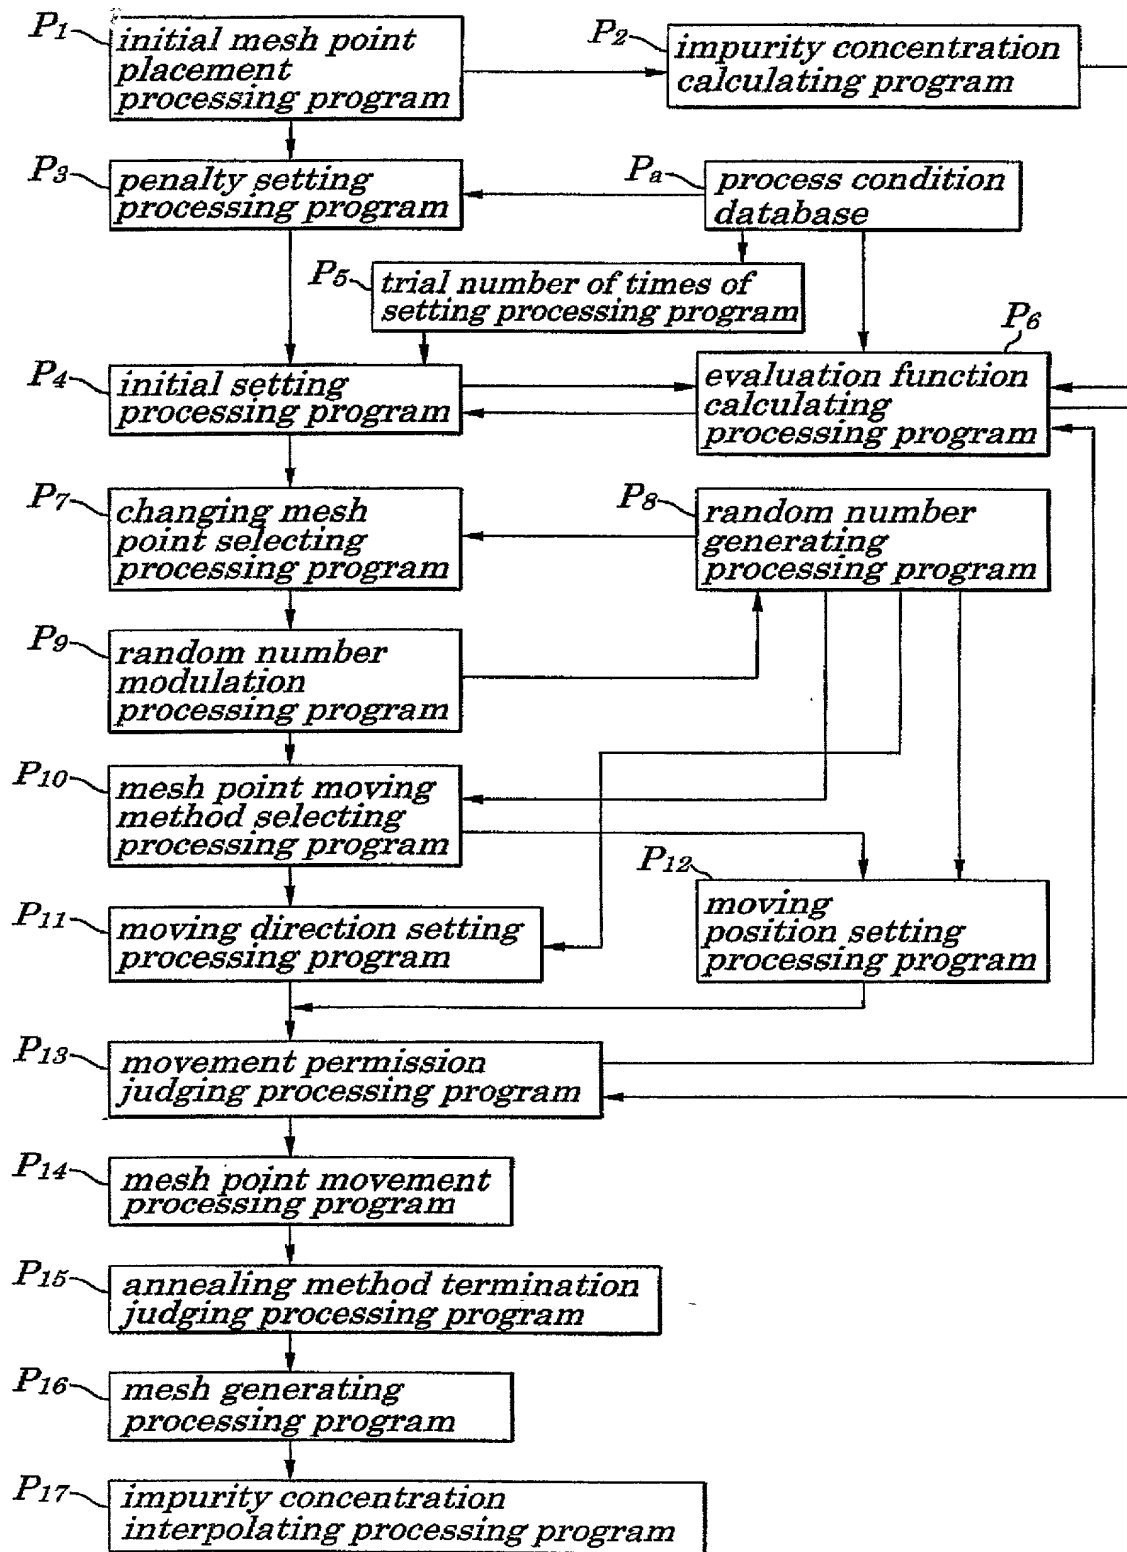 P1
initial mesh point
placement
processing program
P2
impurity concentration
calculating program
P3
penalty setting
processing program
Pa
process condition
database
P5
trial number of times of
setting processing program
P4
initial setting
processing program
P6
evaluation function
calculating
processing program
P7
changing mesh
point selecting
processing program
P8
random number
generating
processing program
P9
random number
modulation
processing program
P10
mesh point moving
method selecting
processing program
P11
moving direction setting
processing program
P12
moving
position setting
processing program
P13
movement permission
judging processing program
P14
mesh point movement
processing program
P15
annealing method termination
judging processing program
P16
mesh generating
processing program
P17
impurity concentration
interpolating processing program